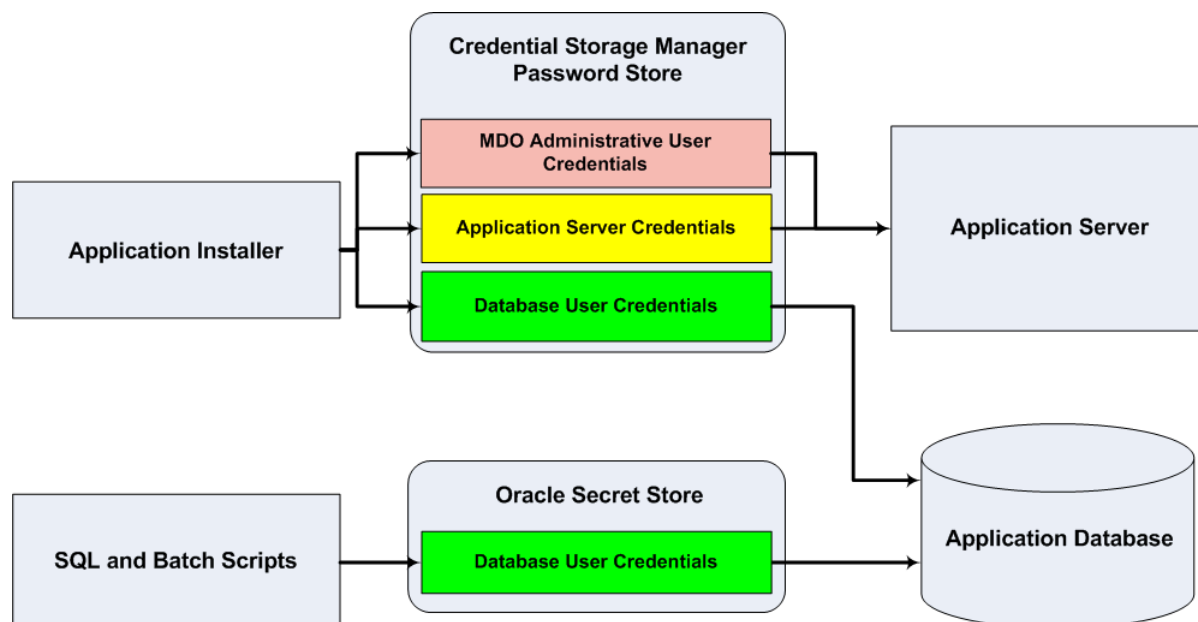 Credential Storage Manager
Password Store
MDO Administrative User
Credentials
Application Installer
Application Server Credentials
Application Server
Database User Credentials
Oracle Secret Store
SQL and Batch Scripts
Database User Credentials
Application Database